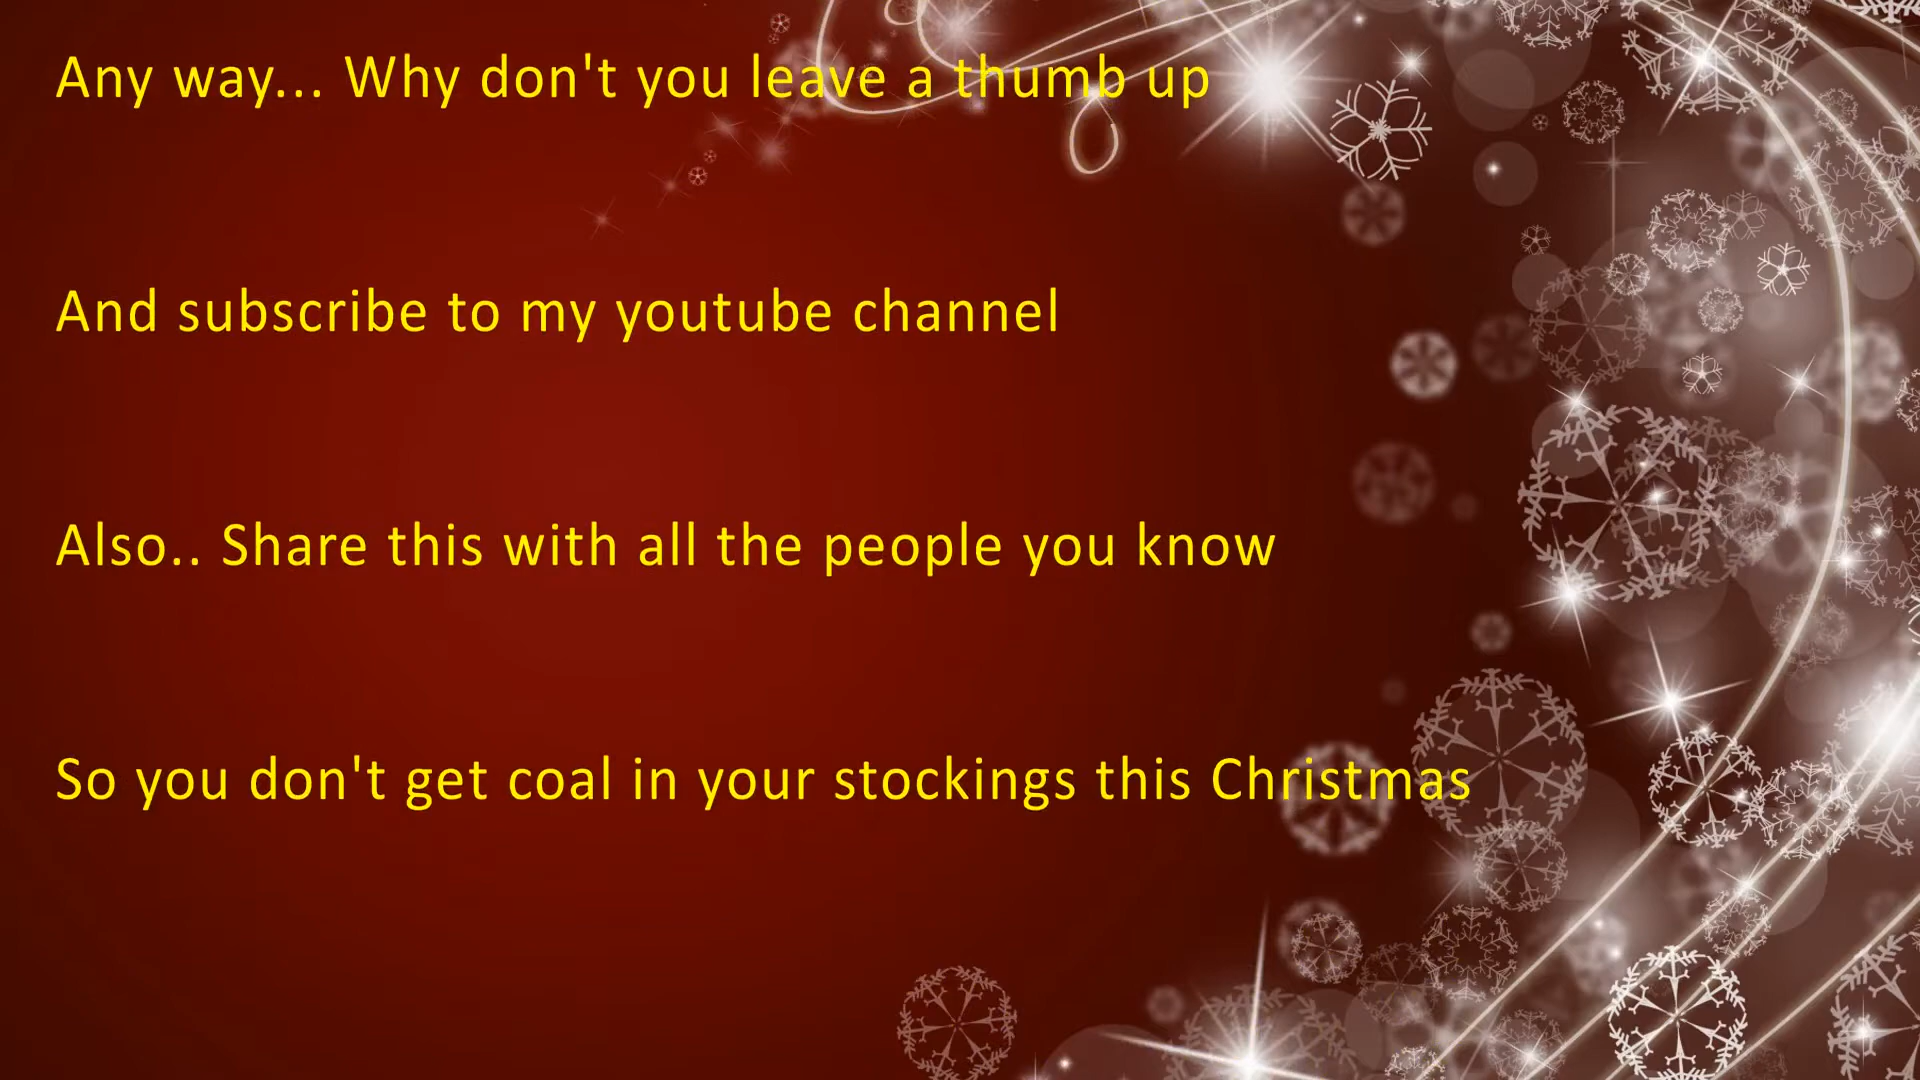 Any way... Why don't you leave a thumb up
And subscribe to my youtube channel
Also.. Share this with all the people you know
So you don't get coal in your stockings this Christmas